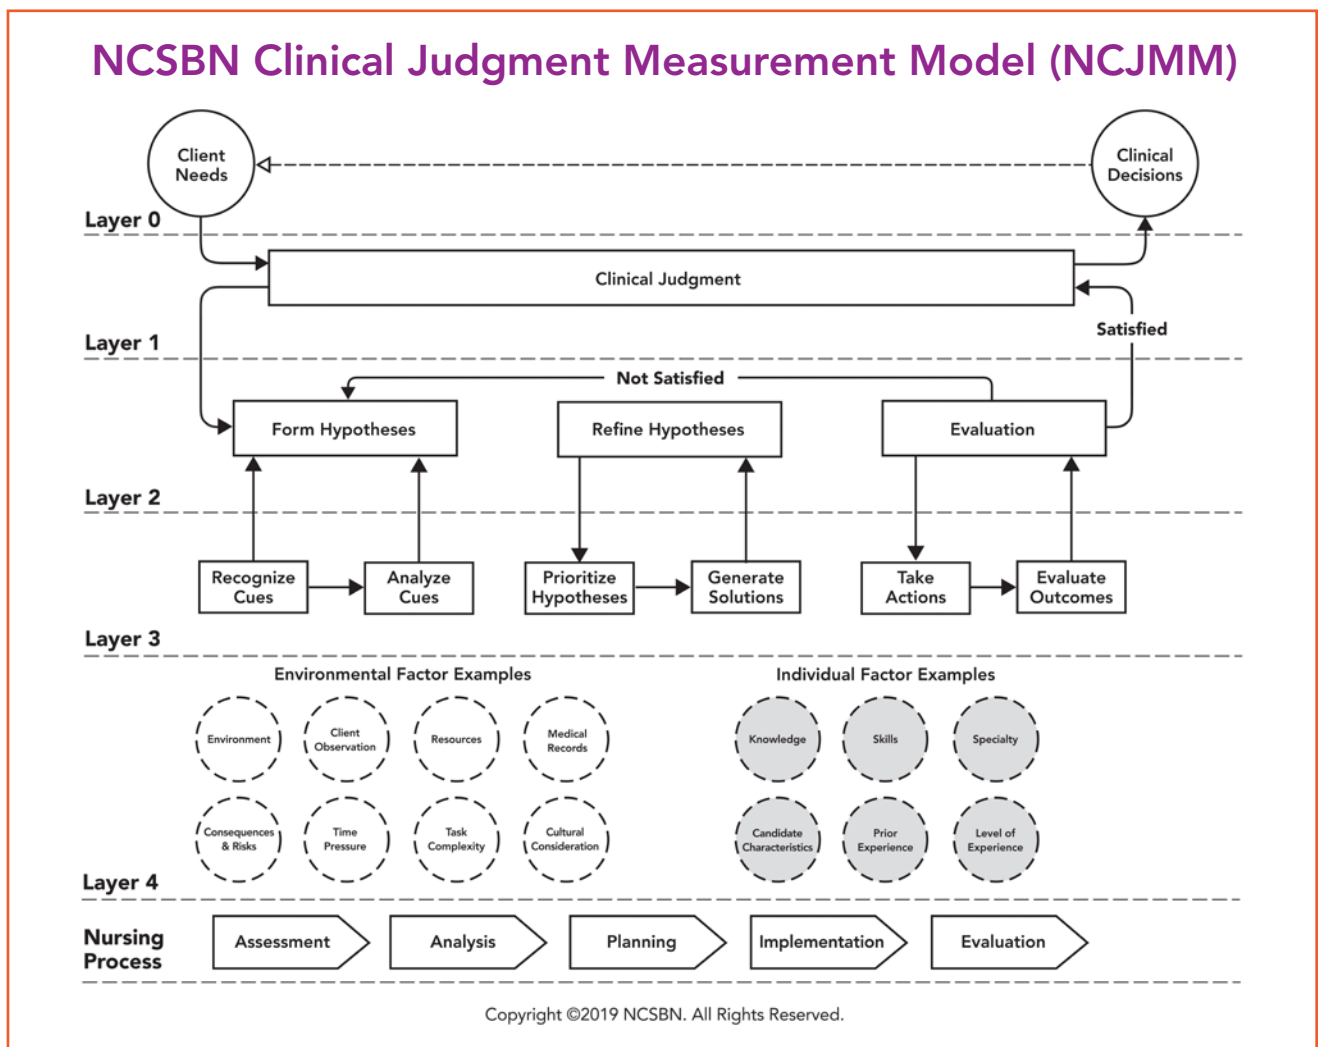 NCSBN Clinical Judgment Measurement Model (NCJMM)
Client
Needs
Clinical
Decisions
Layer 0
Clinical Judgment
Layer 1
Satisfied
Not Satisfied
Form Hypotheses
Refine Hypotheses
Evaluation
Layer 2
Recognize
Cues
Analyze
Cues
Prioritize
Hypotheses
Generate
Solutions
Take
Actions
Evaluate
Outcomes
Layer 3
Environmental Factor Examples
Individual Factor Examples
Environment
Client
Observation
Resources
Medical
Records
Knowledge
Skills
Specialty
Consequences
& Risks
Time
Pressure
Task
Complexity
Cultural
Consideration
Candidate
Characteristics
Prior
Experience
Level of
Experience
Layer 4
Nursing
Process
Assessment
Analysis
Planning
Implementation
Evaluation
Copyright ©2019 NCSBN. All Rights Reserved.